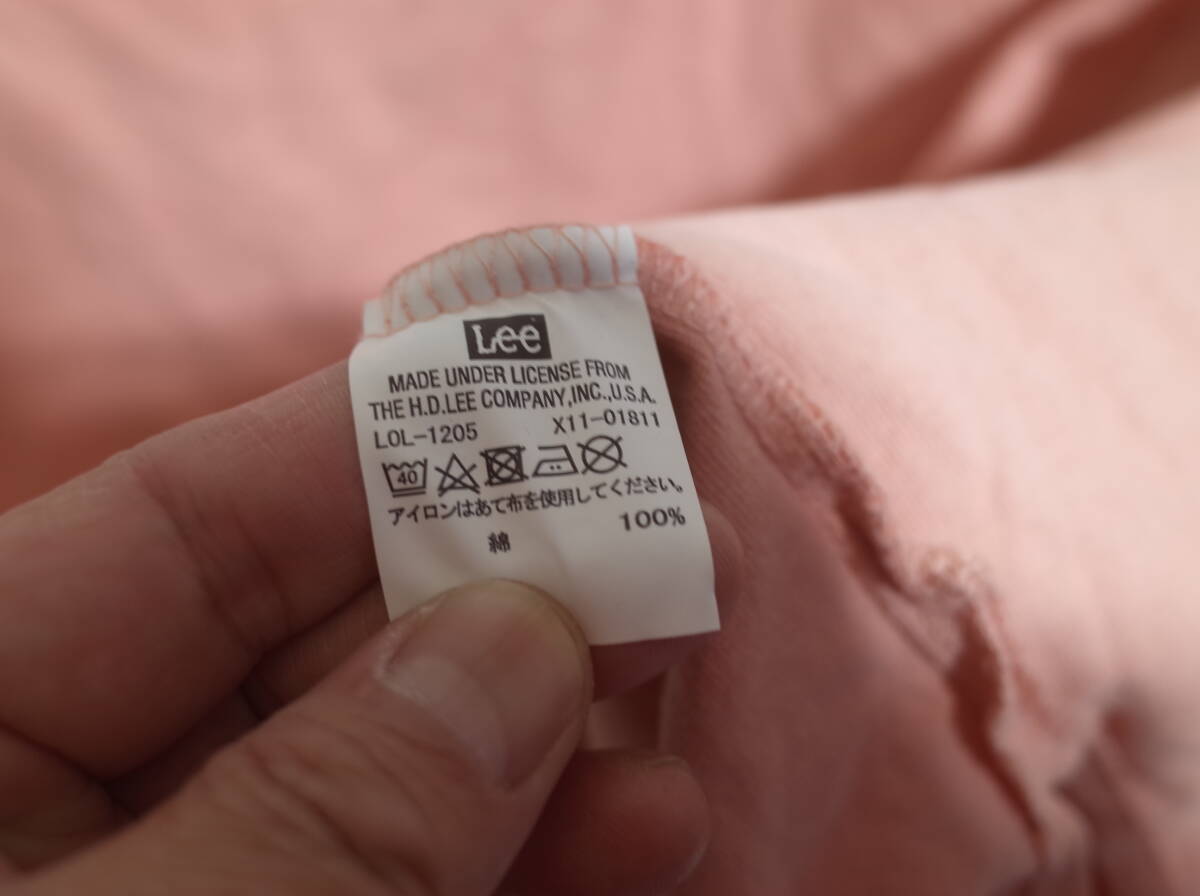 Lee
MADE UNDER LICENSE FROM
THE H.D.LEE COMPANY,INC.,U.S.A.
LOL-1205 X11-01811
40
アイロンはあて布を使用してください。
綿 100%